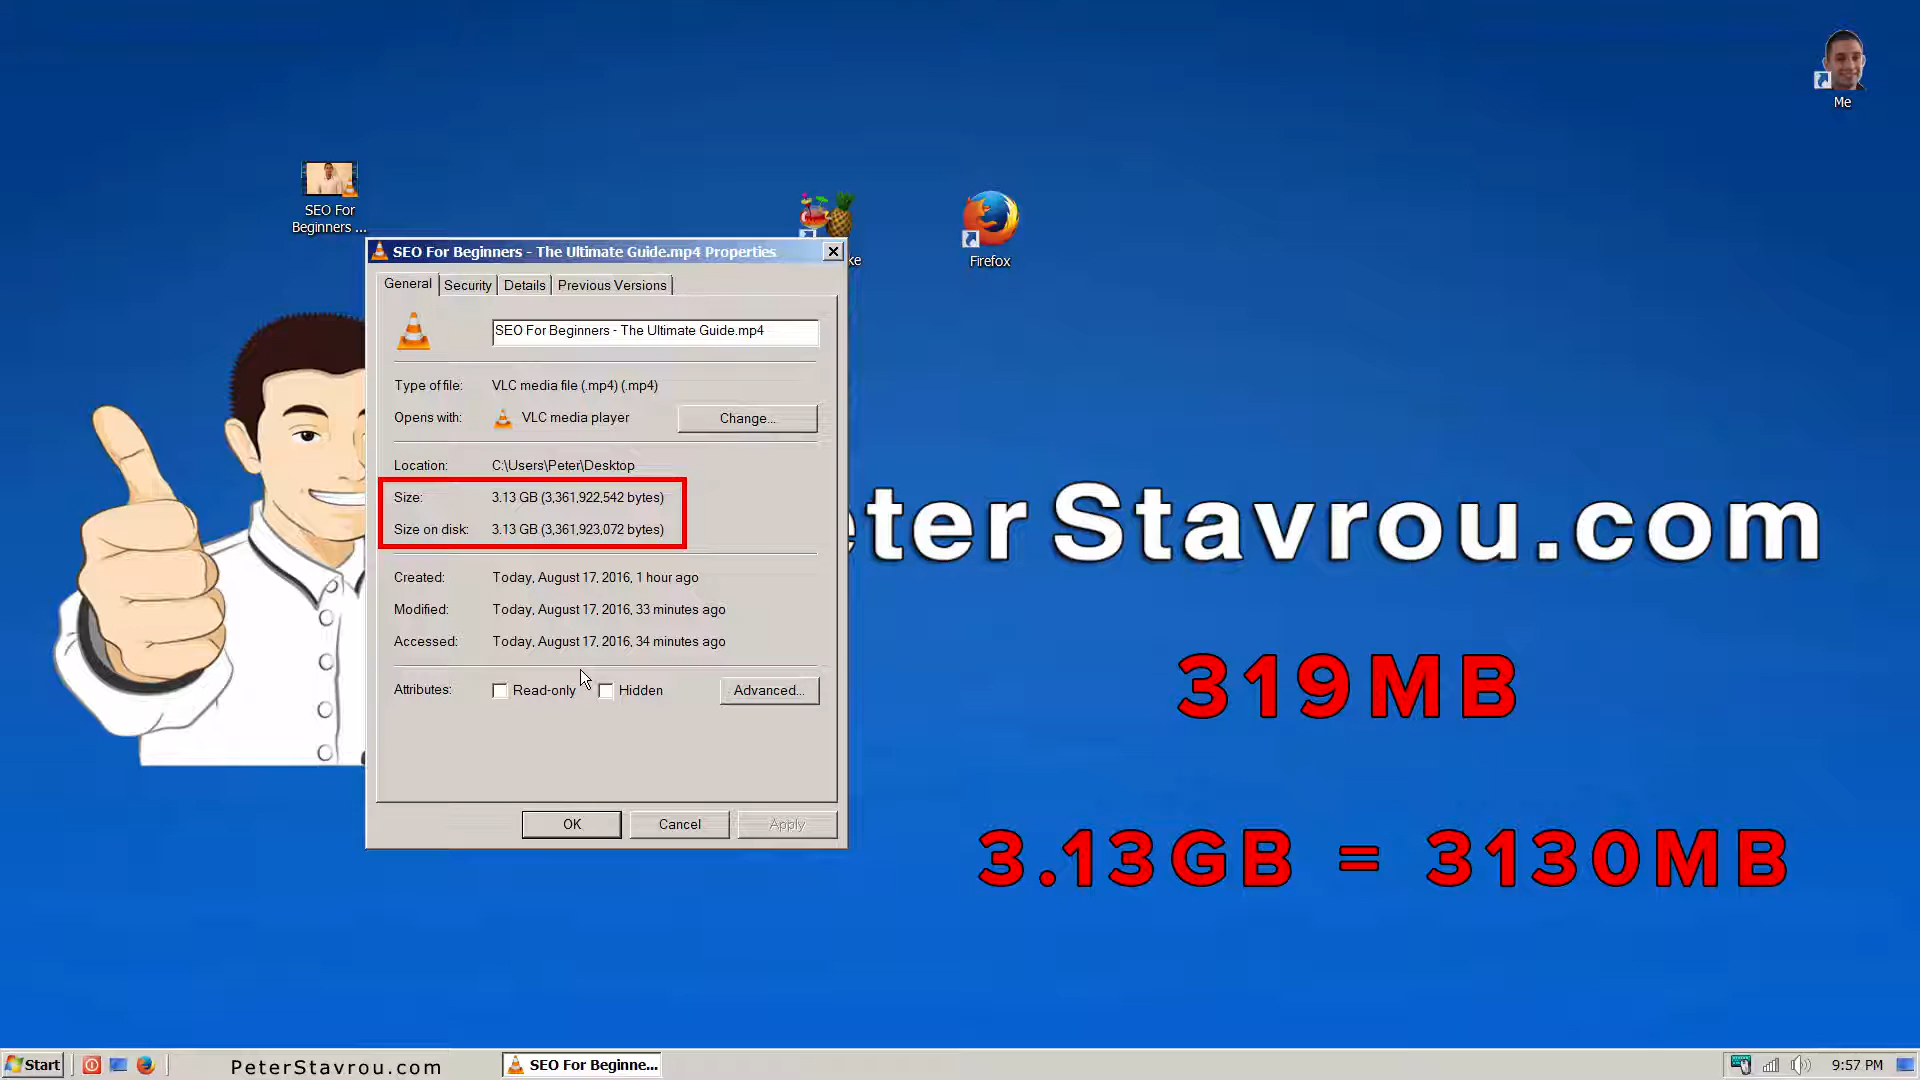 Me
SEO For
Beginners ...
ke
Firefox
SEO For Beginners - The Ultimate Guide.mp4 Properties
General Security Details Previous Versions
SEO For Beginners - The Ultimate Guide.mp4
Type of file: VLC media file (.mp4) (.mp4)
Opens with: VLC media player Change...
Location: C:\Users\Peter\Desktop
Size: 3.13 GB (3,361,922,542 bytes)
Size on disk: 3.13 GB (3,361,923,072 bytes)
Created: Today, August 17, 2016, 1 hour ago
Modified: Today, August 17, 2016, 33 minutes ago
Accessed: Today, August 17, 2016, 34 minutes ago
Attributes: Read-only Hidden Advanced...
OK Cancel Apply
eterStavrou.com
319MB
3.13GB = 3130MB
Start PeterStavrou.com SEO For Beginne... 9:57 PM